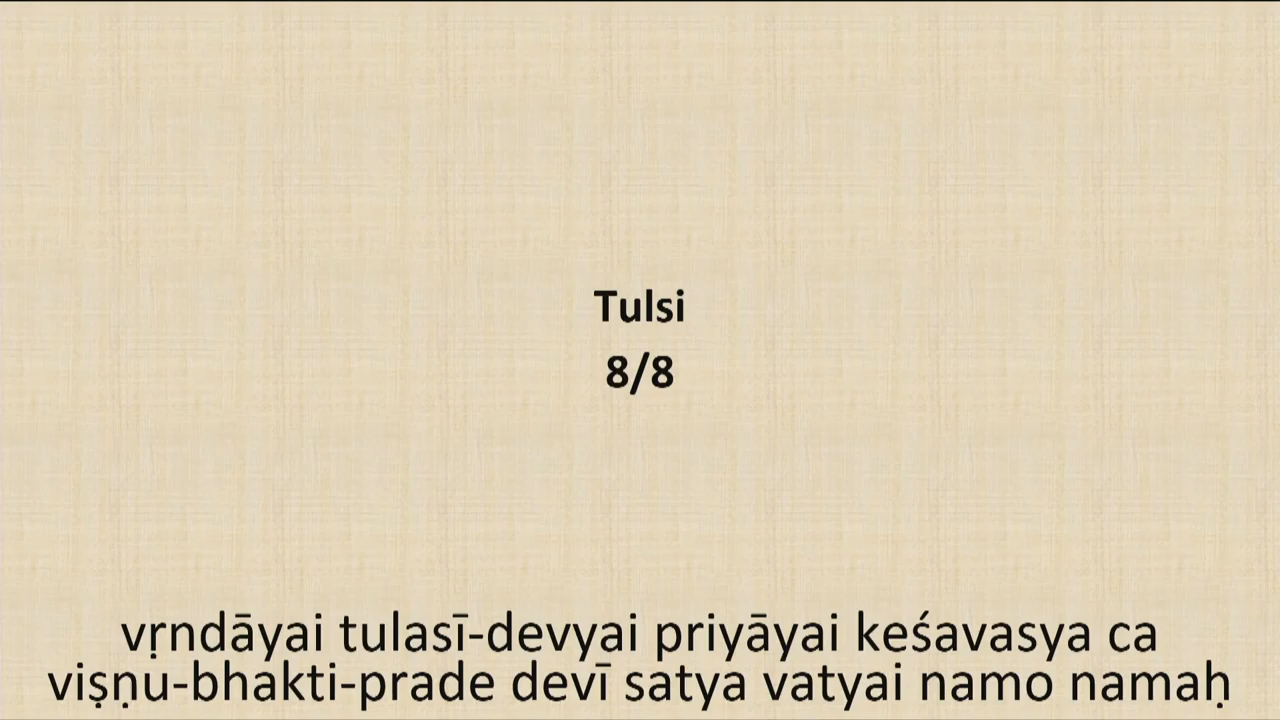 Tulsi
8/8
vṛndāyai tulasī-devyai priyāyai keśavasya ca
viṣṇu-bhakti-prade devī satya vatyai namo namaḥ